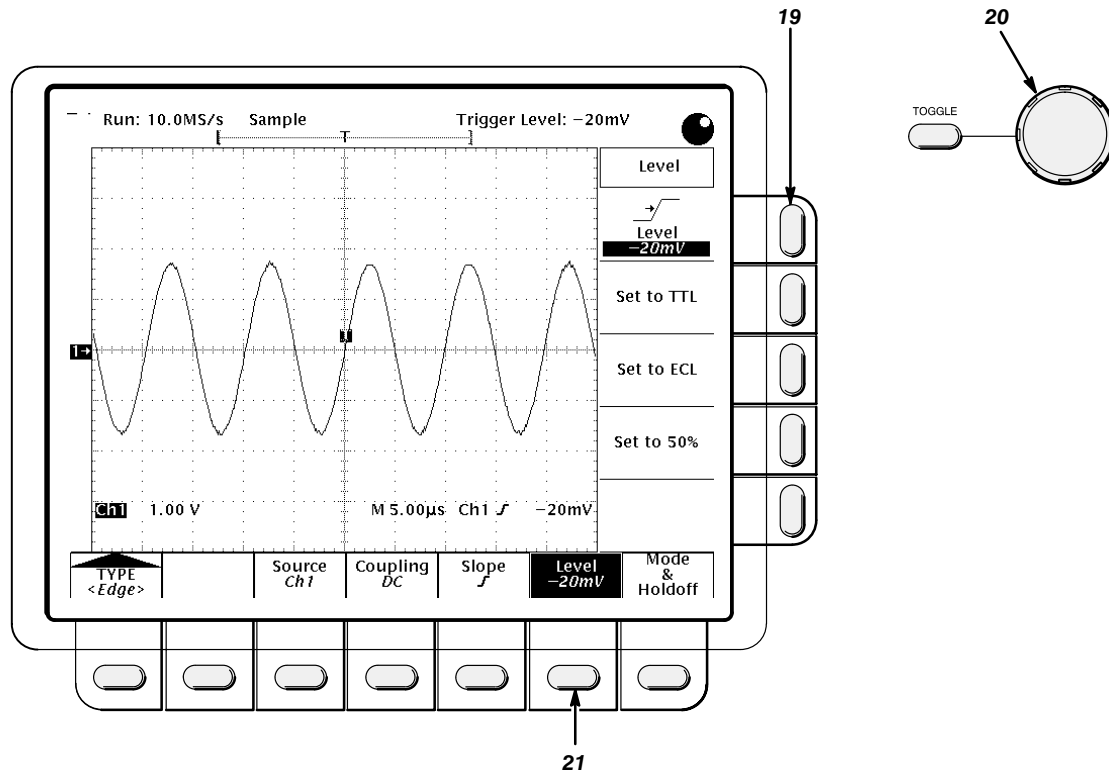 19
20
TOGGLE
Run: 10.0MS/s Sample Trigger Level: −20mV
T
Level
Level
−20mV
Set to TTL
Set to ECL
Set to 50%
T
1→
Ch1 1.00 V M 5.00µs Ch1 −20mV
TYPE
<Edge>
Source
Ch1
Coupling
DC
Slope
Level
−20mV
Mode
&
Holdoff
21